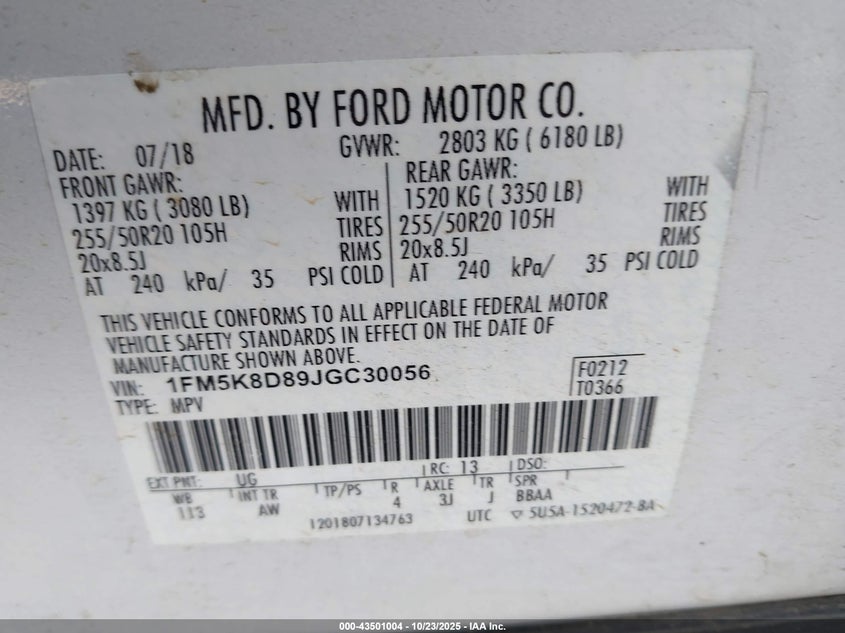 MFD. BY FORD MOTOR CO.
DATE: 07/18 GVWR: 2803 KG ( 6180 LB)
FRONT GAWR: REAR GAWR:
1397 KG ( 3080 LB) WITH 1520 KG ( 3350 LB) WITH
255/50R20 105H TIRES 255/50R20 105H TIRES
20x8.5J RIMS 20x8.5J RIMS
AT 240 kPa/ 35 PSI COLD AT 240 kPa/ 35 PSI COLD
THIS VEHICLE CONFORMS TO ALL APPLICABLE FEDERAL MOTOR
VEHICLE SAFETY STANDARDS IN EFFECT ON THE DATE OF
MANUFACTURE SHOWN ABOVE.
VIN: 1FM5K8D89JGC30056 F0212
TYPE: MPV T0366
EXT PNT: UG RC: 13 DSO:
WB INT TR TP/PS R AXLE TR SPR
113 AW 4 3J J BBAA
1201807134763 UTC ▽ 5U5A-1520472-BA
000-43501004 - 10/23/2025 - IAA Inc.